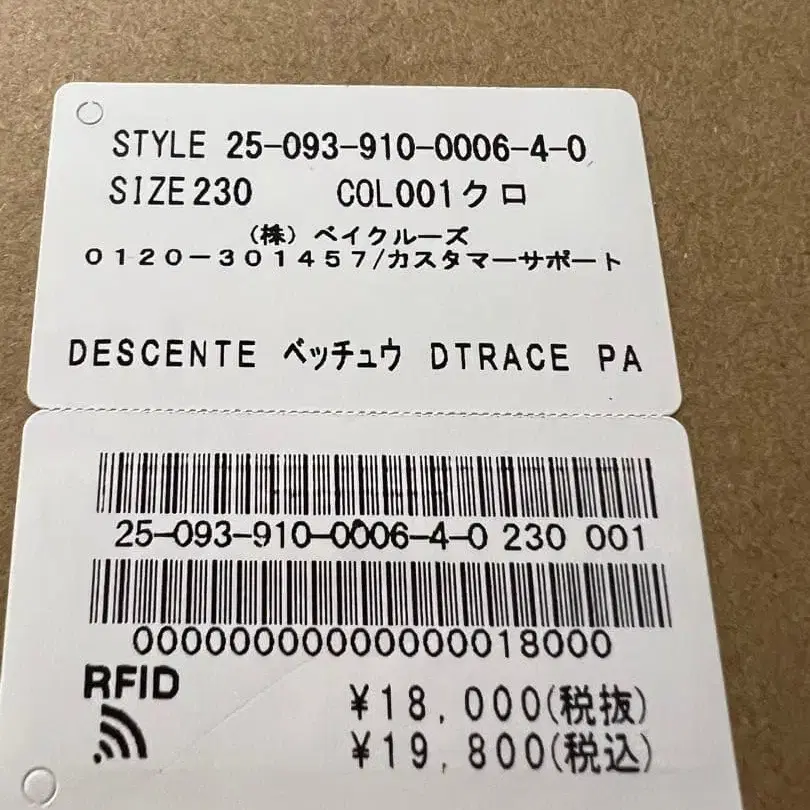 STYLE 25-093-910-0006-4-0
SIZE230 COL001クロ
(株)ベイクルーズ
0120-301457/カスタマーサポート
DESCENTE ベッチュウ DTRACE PA
25-093-910-0006-4-0 230 001
00000000000000018000
RFID
¥18,000(税抜)
¥19,800(税込)